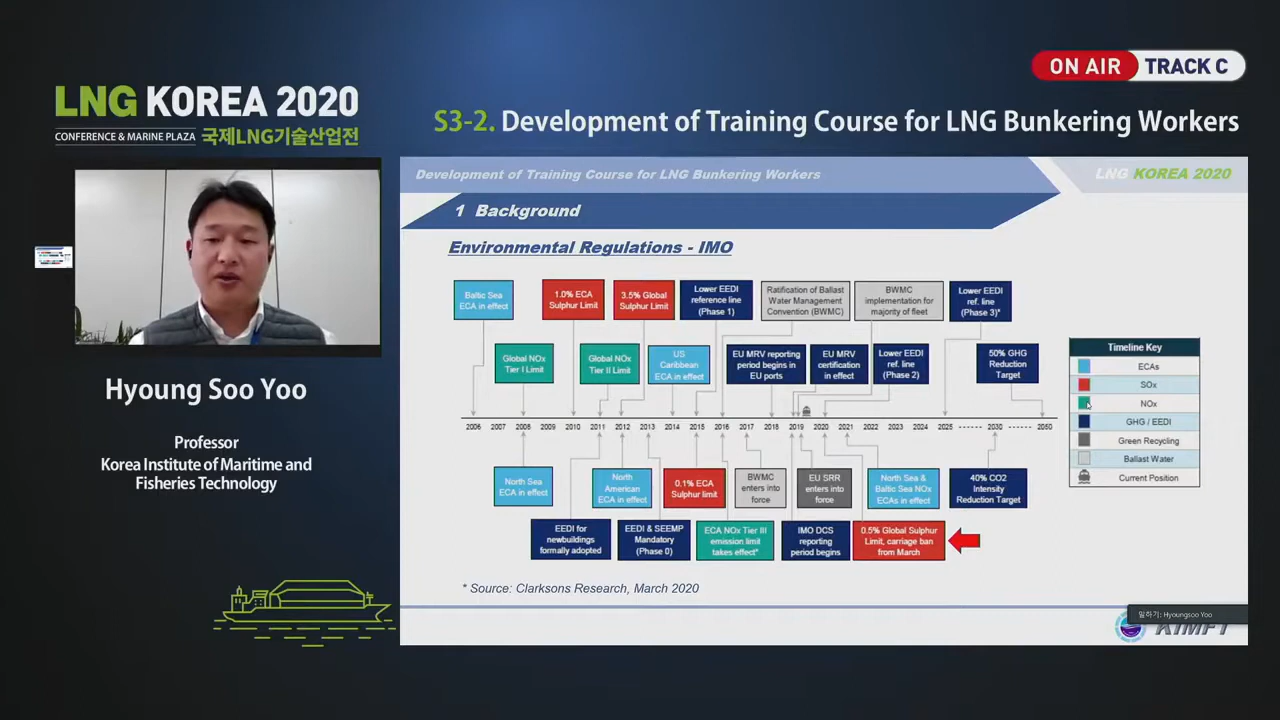 ON AIR TRACK C
LNG KOREA 2020
CONFERENCE & MARINE PLAZA 국제LNG기술산업전
S3-2. Development of Training Course for LNG Bunkering Workers
Hyoung Soo Yoo
Professor
Korea Institute of Maritime and
Fisheries Technology
Development of Training Course for LNG Bunkering Workers
LNG KOREA 2020
1 Background
Environmental Regulations - IMO
Baltic Sea
ECA in effect
1.0% ECA
Sulphur Limit
3.5% Global
Sulphur Limit
Lower EEDI
reference line
(Phase 1)
Ratification of Ballast
Water Management
Convention (BWMC)
BWMC
implementation for
majority of fleet
Lower EEDI
ref. line
(Phase 3)*
Global NOx
Tier I Limit
Global NOx
Tier II Limit
US
Caribbean
ECA in effect
EU MRV reporting
period begins in
EU ports
EU MRV
certification
in effect
Lower EEDI
ref. line
(Phase 2)
50% GHG
Reduction
Target
2006 2007 2008 2009 2010 2011 2012 2013 2014 2015 2016 2017 2018 2019 2020 2021 2022 2023 2024 2025 ------ 2030 ------ 2050
North Sea
ECA in effect
North
American
ECA in effect
0.1% ECA
Sulphur limit
BWMC
enters into
force
EU SRR
enters into
force
North Sea &
Baltic Sea NOx
ECAs in effect
40% CO2
Intensity
Reduction Target
EEDI for
newbuildings
formally adopted
EEDI & SEEMP
Mandatory
(Phase 0)
ECA NOx Tier III
emission limit
takes effect*
IMO DCS
reporting
period begins
0.5% Global Sulphur
Limit, carriage ban
from March
Timeline Key
ECAs
SOx
NOx
GHG / EEDI
Green Recycling
Ballast Water
Current Position
* Source: Clarksons Research, March 2020
말하기: Hyoungsoo Yoo
KIMFT